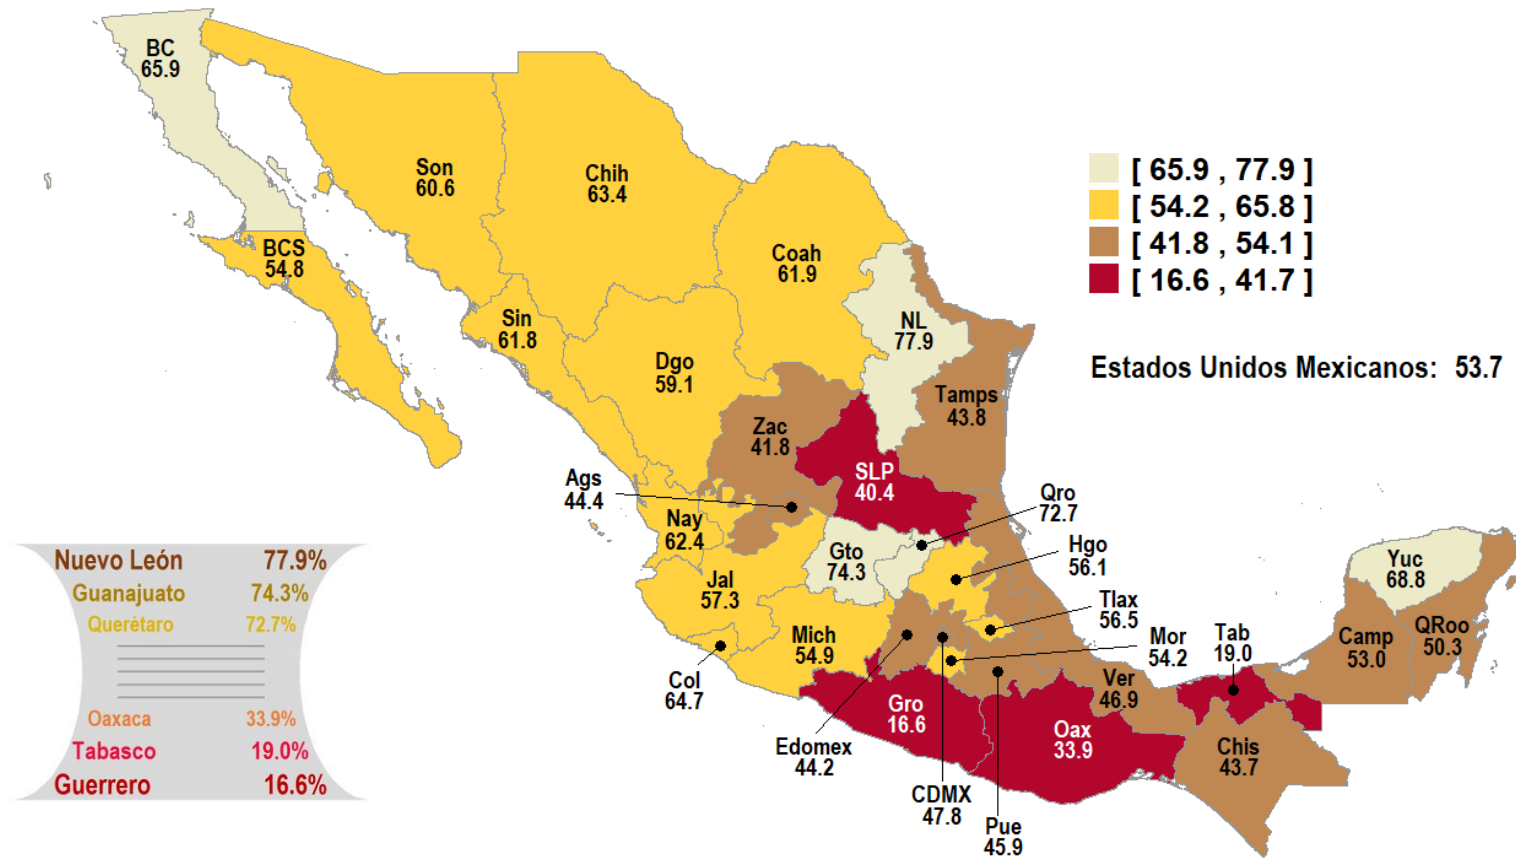 BC
65.9
Son
60.6
Chih
63.4
[ 65.9 , 77.9 ]
[ 54.2 , 65.8 ]
[ 41.8 , 54.1 ]
[ 16.6 , 41.7 ]
BCS
54.8
Coah
61.9
Sin
61.8
NL
77.9
Dgo
59.1
Estados Unidos Mexicanos: 53.7
Tamps
43.8
Zac
41.8
Ags
44.4
SLP
40.4
Qro
72.7
Nay
62.4
Gto
74.3
Hgo
56.1
Yuc
68.8
Jal
57.3
Tlax
56.5
Mich
54.9
Mor
54.2
Tab
19.0
Camp
53.0
QRoo
50.3
Col
64.7
Ver
46.9
Gro
16.6
Oax
33.9
Edomex
44.2
Chis
43.7
CDMX
47.8
Pue
45.9
Nuevo León 77.9%
Guanajuato 74.3%
Querétaro 72.7%
Oaxaca 33.9%
Tabasco 19.0%
Guerrero 16.6%